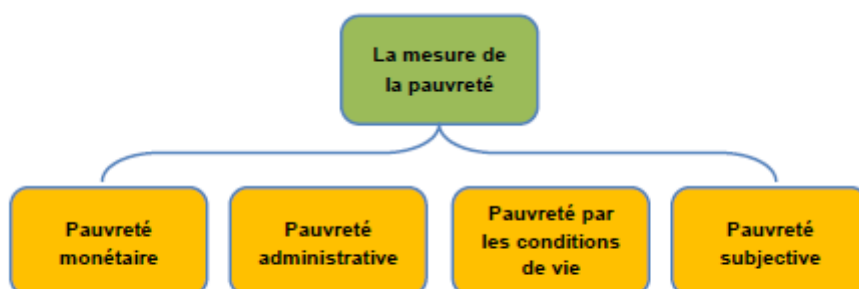 La mesure de
la pauvreté
Pauvreté
monétaire
Pauvreté
administrative
Pauvreté par
les conditions
de vie
Pauvreté
subjective